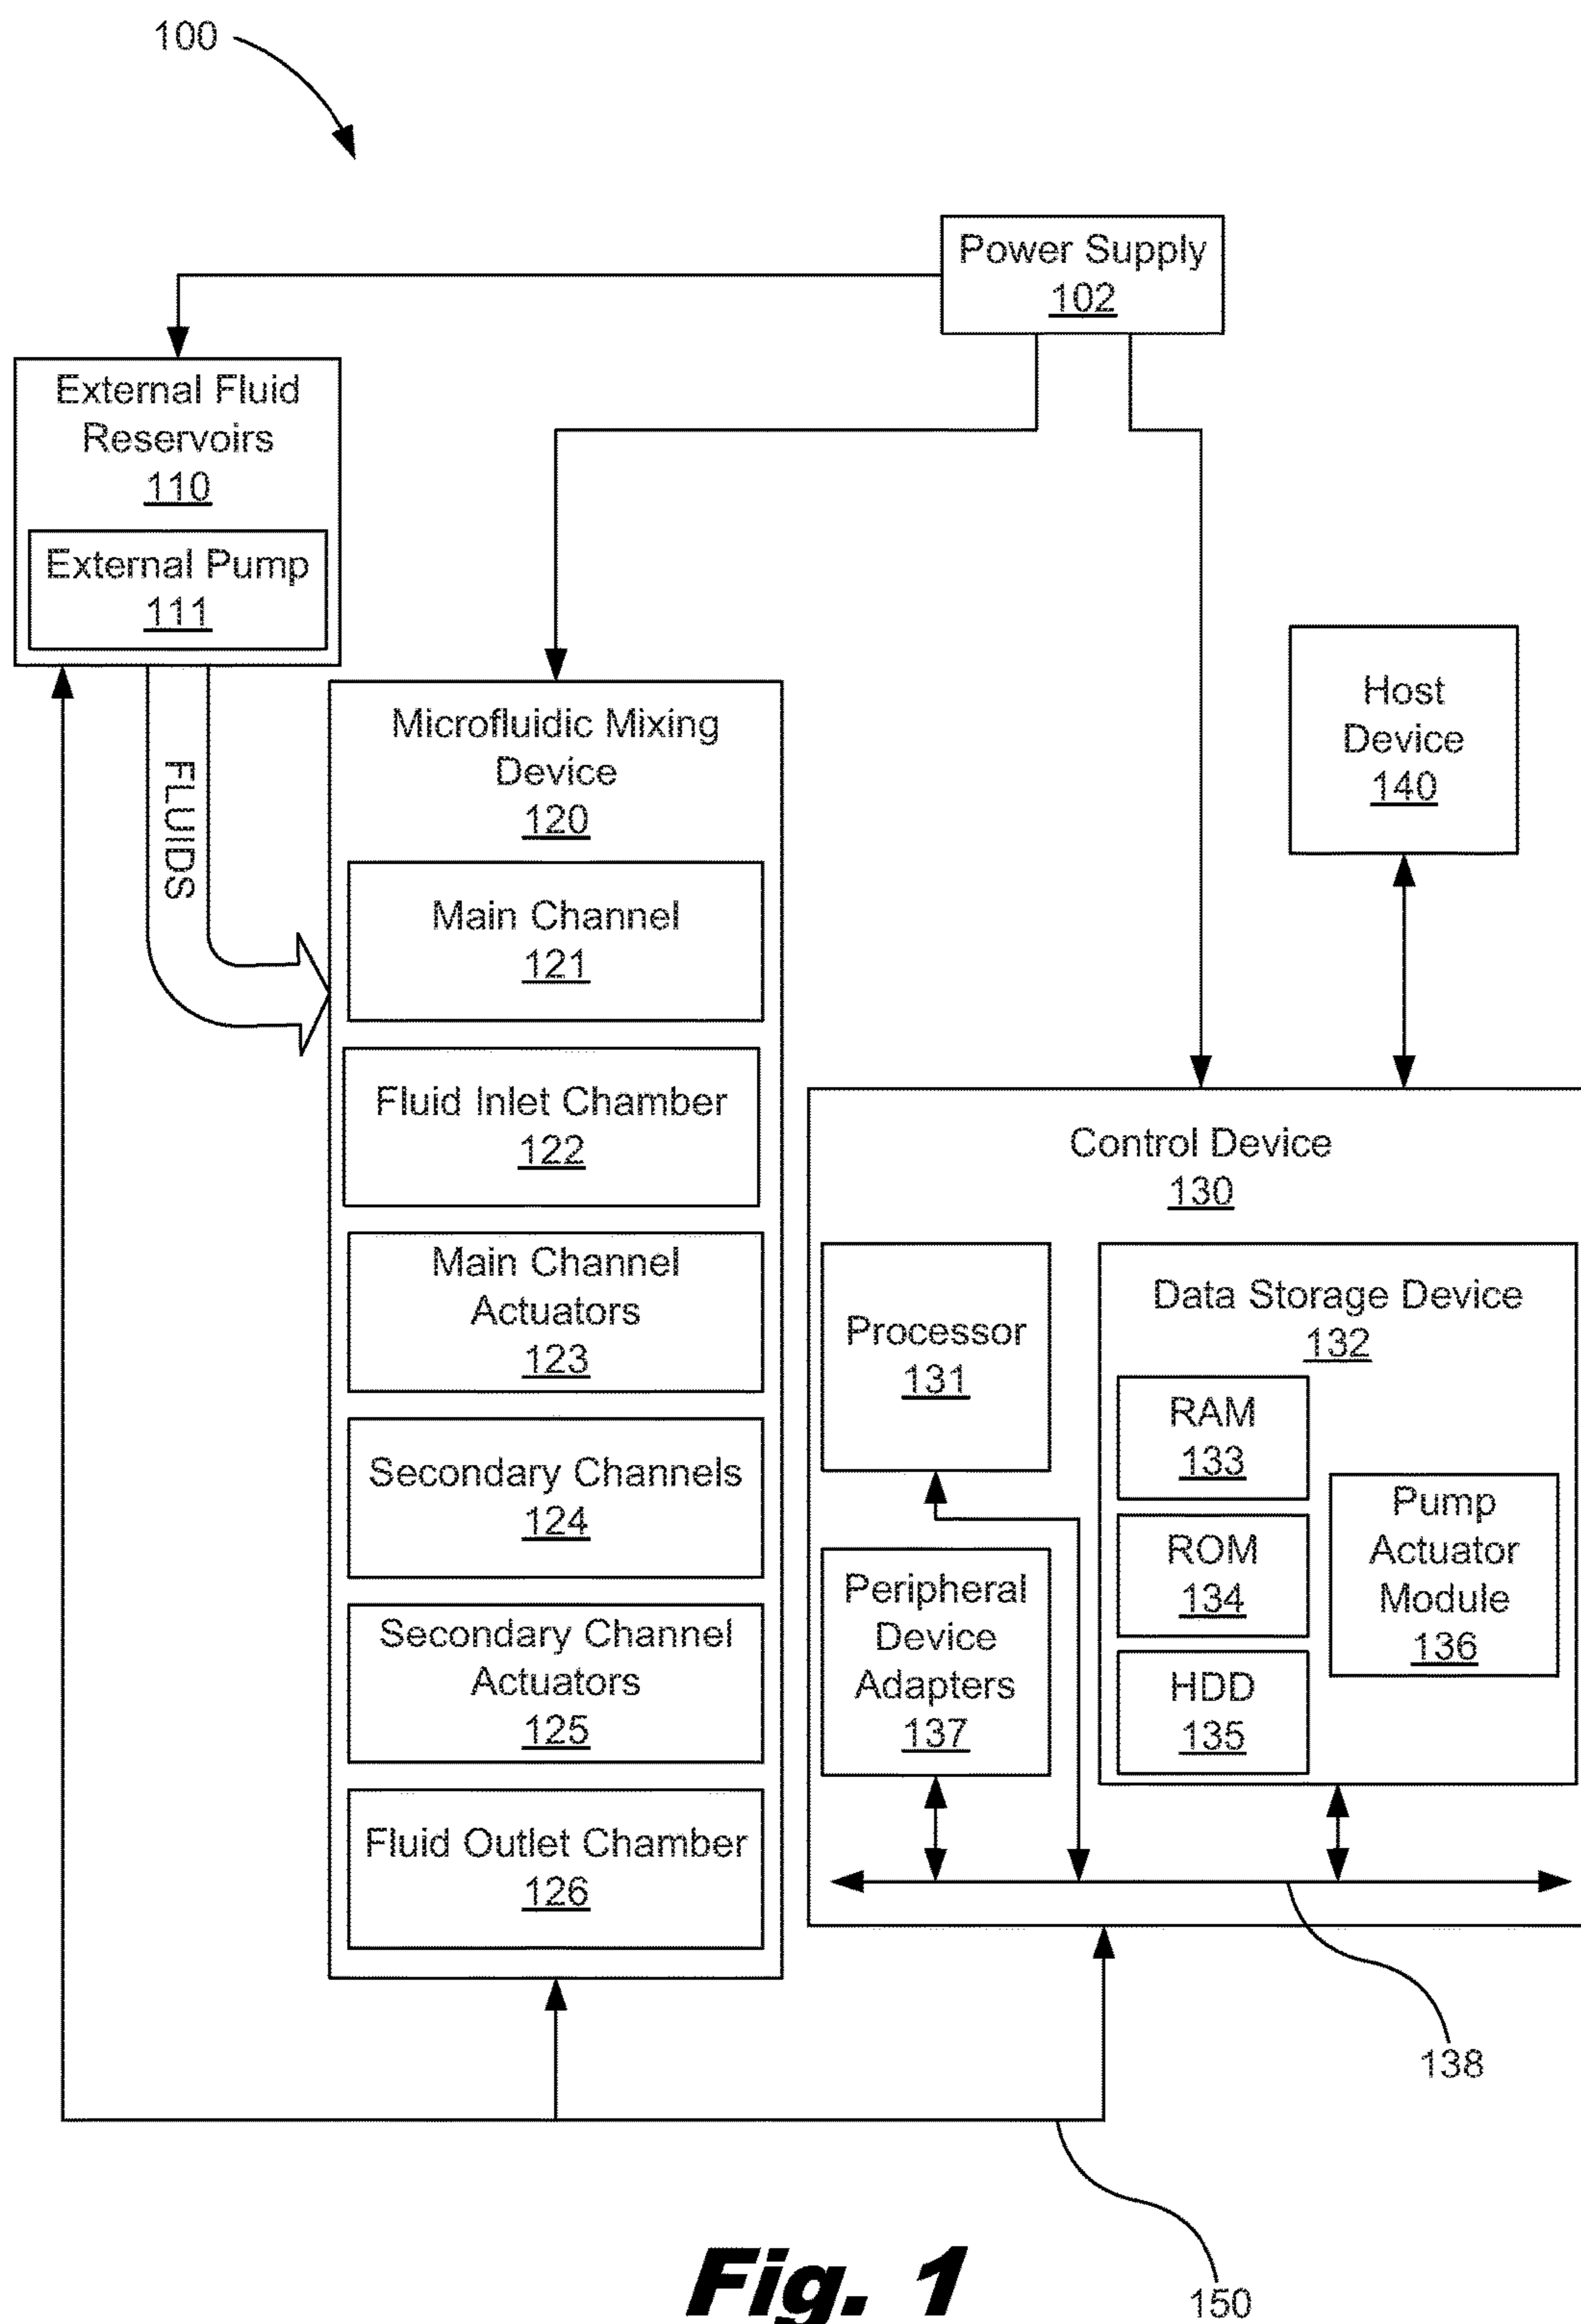 100
Power Supply
102
External Fluid
Reservoirs
110
External Pump
111
FLUIDS
Microfluidic Mixing
Device
120
Main Channel
121
Fluid Inlet Chamber
122
Main Channel
Actuators
123
Secondary Channels
124
Secondary Channel
Actuators
125
Fluid Outlet Chamber
126
Host
Device
140
Control Device
130
Processor
131
Peripheral
Device
Adapters
137
Data Storage Device
132
RAM
133
ROM
134
HDD
135
Pump
Actuator
Module
136
138
150
Fig. 1